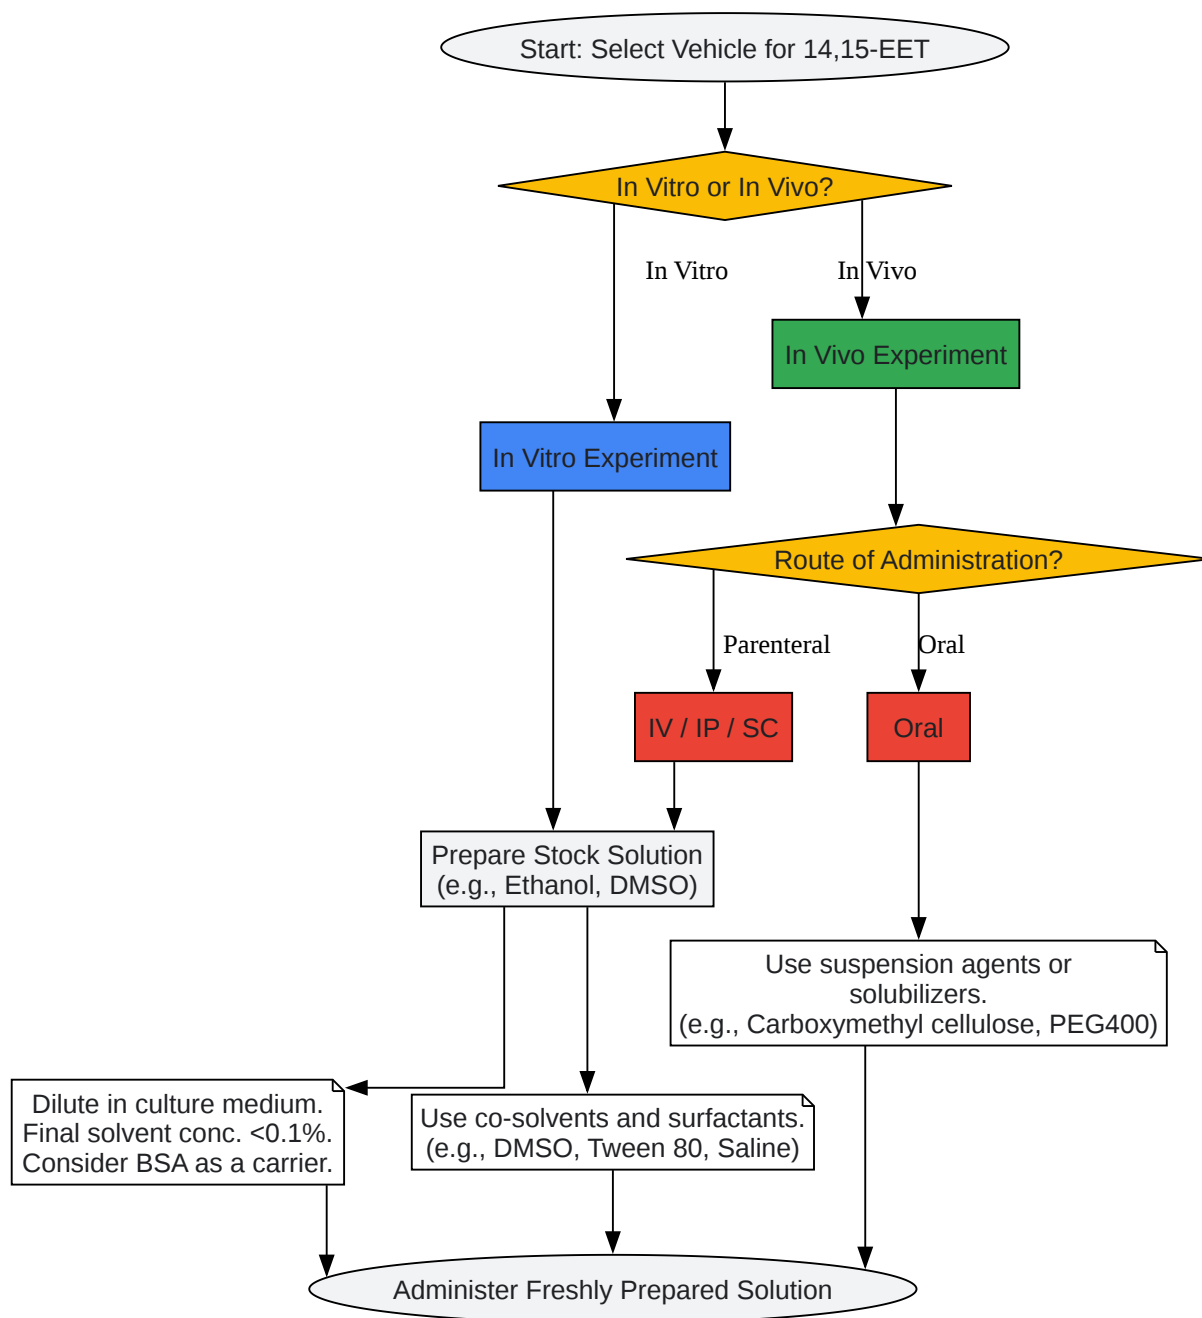 Start: Select Vehicle for 14,15-EET
In Vitro or In Vivo?
In Vitro
In Vivo
In Vivo Experiment
In Vitro Experiment
Route of Administration?
Parenteral
Oral
IV / IP / SC
Oral
Prepare Stock Solution
(e.g., Ethanol, DMSO)
Use suspension agents or
solubilizers.
(e.g., Carboxymethyl cellulose, PEG400)
Dilute in culture medium.
Final solvent conc. <0.1%.
Consider BSA as a carrier.
Use co-solvents and surfactants.
(e.g., DMSO, Tween 80, Saline)
Administer Freshly Prepared Solution